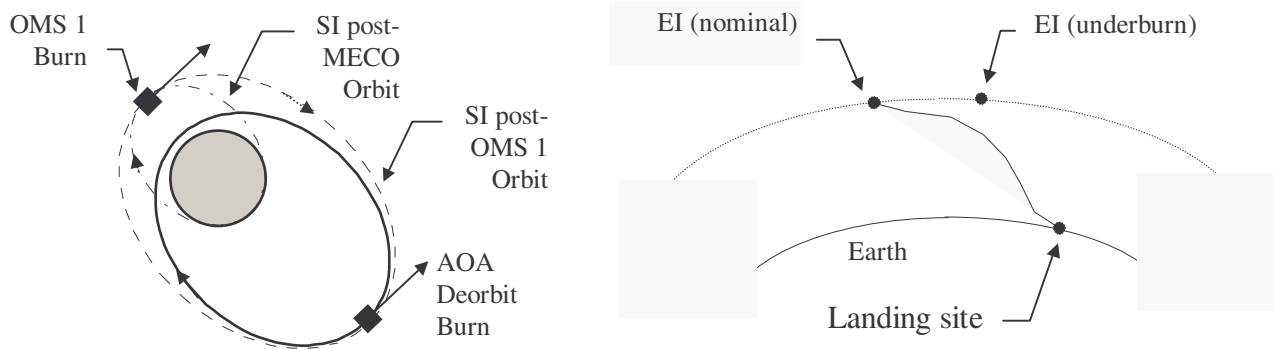 OMS 1
Burn
SI post-
MECO
Orbit
SI post-
OMS 1
Orbit
AOA
Deorbit
Burn
EI (nominal)
EI (underburn)
Earth
Landing site